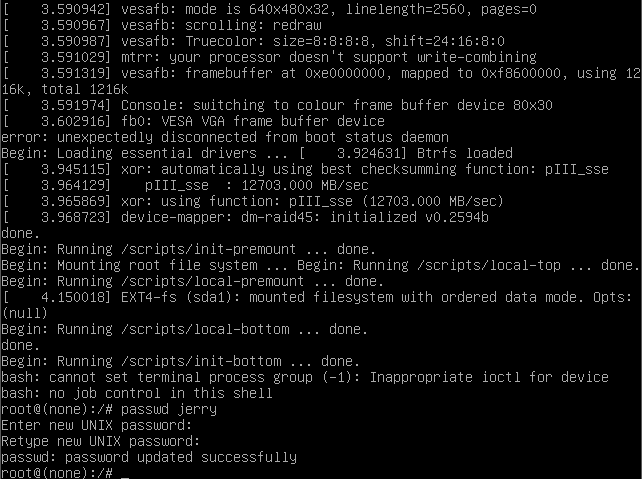 [    3.590942] vesafb: mode is 640x480x32, linelength=2560, pages=0
[    3.590967] vesafb: scrolling: redraw
[    3.590987] vesafb: Truecolor: size=8:8:8:8, shift=24:16:8:0
[    3.591029] mtrr: your processor doesn't support write-combining
[    3.591319] vesafb: framebuffer at 0xe0000000, mapped to 0xf8600000, using 12
16k, total 1216k
[    3.591974] Console: switching to colour frame buffer device 80x30
[    3.602916] fb0: VESA VGA frame buffer device
error: unexpectedly disconnected from boot status daemon
Begin: Loading essential drivers ... [    3.924631] Btrfs loaded
[    3.945115] xor: automatically using best checksumming function: pIII_sse
[    3.964129]    pIII_sse  : 12703.000 MB/sec
[    3.965869] xor: using function: pIII_sse (12703.000 MB/sec)
[    3.968723] device-mapper: dm-raid45: initialized v0.2594b
done.
Begin: Running /scripts/init-premount ... done.
Begin: Mounting root file system ... Begin: Running /scripts/local-top ... done.
Begin: Running /scripts/local-premount ... done.
[    4.150018] EXT4-fs (sda1): mounted filesystem with ordered data mode. Opts:
(null)
Begin: Running /scripts/local-bottom ... done.
done.
Begin: Running /scripts/init-bottom ... done.
bash: cannot set terminal process group (-1): Inappropriate ioctl for device
bash: no job control in this shell
root@(none):/# passwd jerry
Enter new UNIX password:
Retype new UNIX password:
passwd: password updated successfully
root@(none):/# _